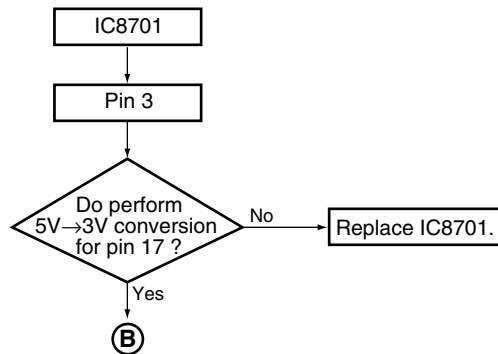 IC8701
Pin 3
Do perform
5V→3V conversion
for pin 17 ?
No
Replace IC8701.
Yes
B